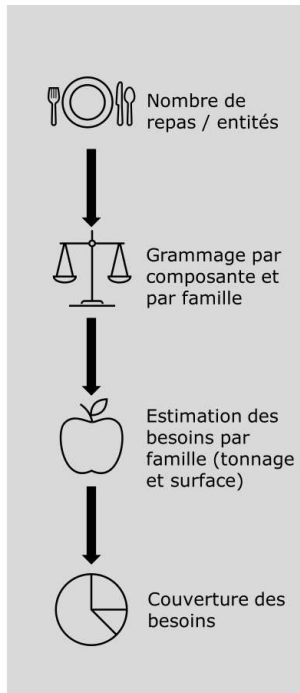 Nombre de
repas / entités
Grammage par
composante et
par famille
Estimation des
besoins par
famille (tonnage
et surface)
Couverture des
besoins